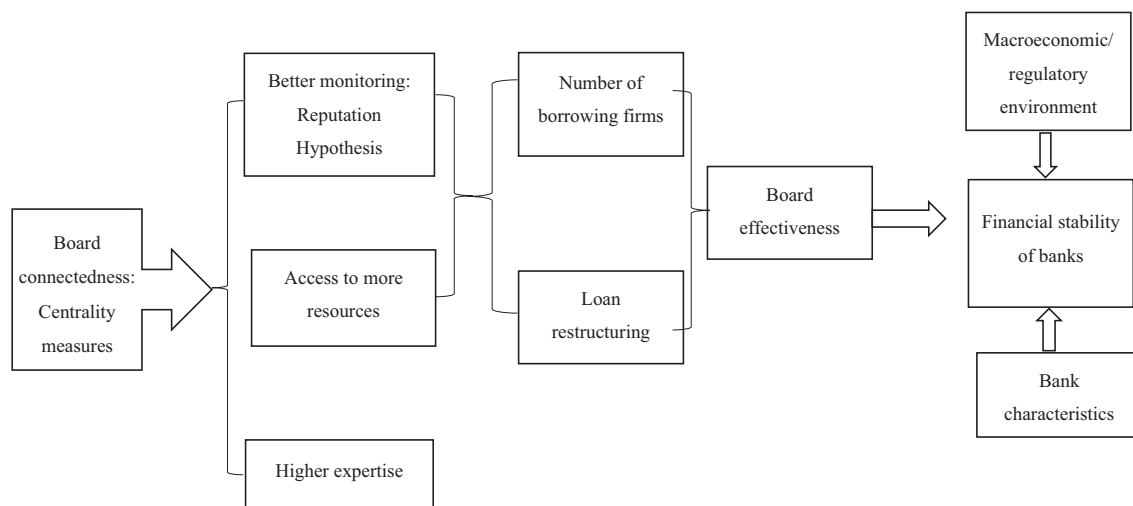 Board
connectedness:
Centrality
measures
Better monitoring:
Reputation
Hypothesis
Access to more
resources
Higher expertise
Number of
borrowing firms
Loan
restructuring
Board
effectiveness
Macroeconomic/
regulatory
environment
Financial stability
of banks
Bank
characteristics